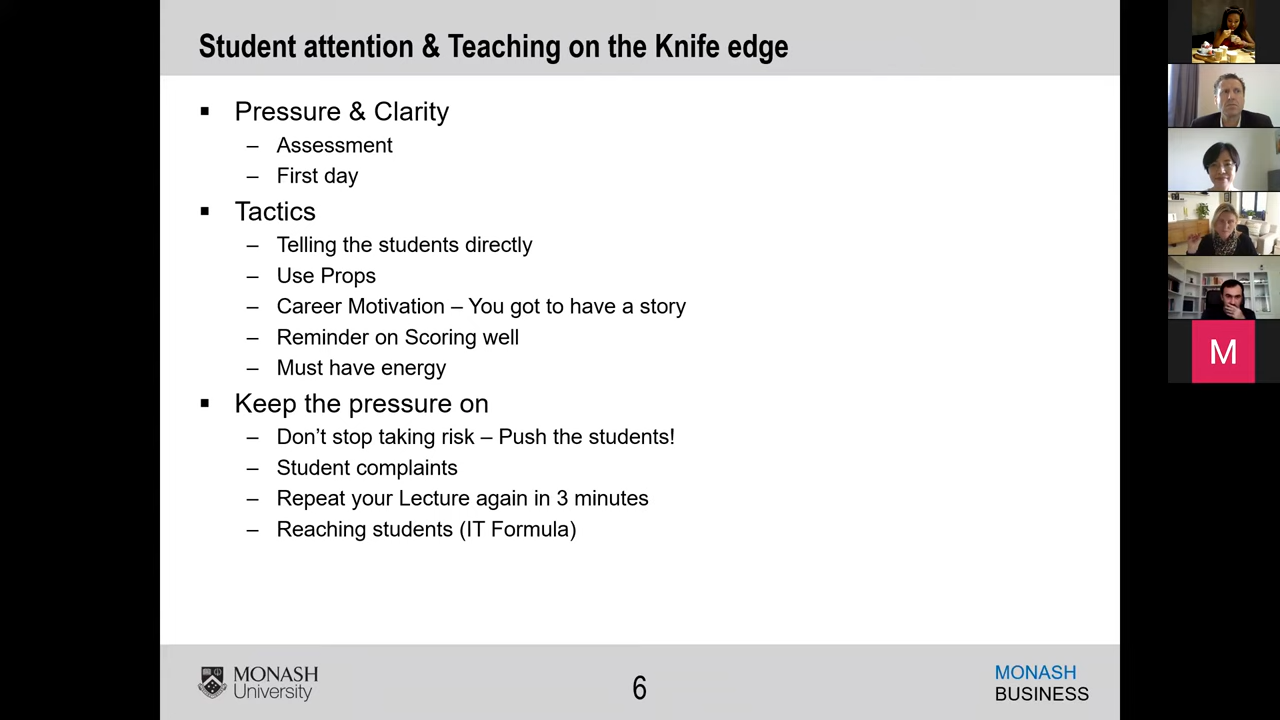 Student attention & Teaching on the Knife edge
▪ Pressure & Clarity
– Assessment
– First day
▪ Tactics
– Telling the students directly
– Use Props
– Career Motivation – You got to have a story
– Reminder on Scoring well
– Must have energy
▪ Keep the pressure on
– Don’t stop taking risk – Push the students!
– Student complaints
– Repeat your Lecture again in 3 minutes
– Reaching students (IT Formula)
MONASH
University
6
MONASH
BUSINESS
M